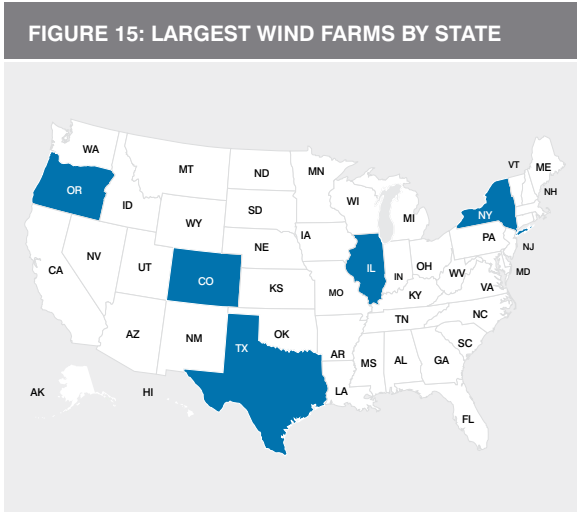 FIGURE 15: LARGEST WIND FARMS BY STATE
WA
MT
ND
MN
VT
ME
OR
ID
SD
WI
MI
NY
NH
WY
IA
NE
PA
NJ
NV
UT
CO
IL
IN
OH
WV
MD
CA
KS
MO
KY
VA
AZ
NM
TX
OK
TN
NC
AR
MS
AL
GA
SC
LA
AK
HI
FL